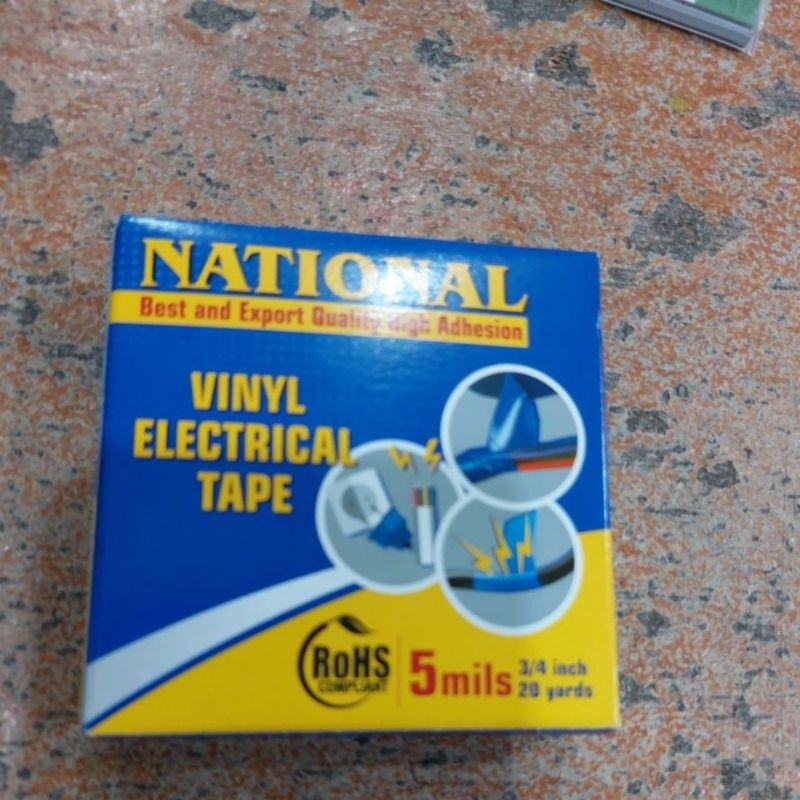 NATIONAL
Best and Export Quality High Adhesion
VINYL
ELECTRICAL
TAPE
RoHS
COMPLIANT
5mils
3/4 inch
20 yards